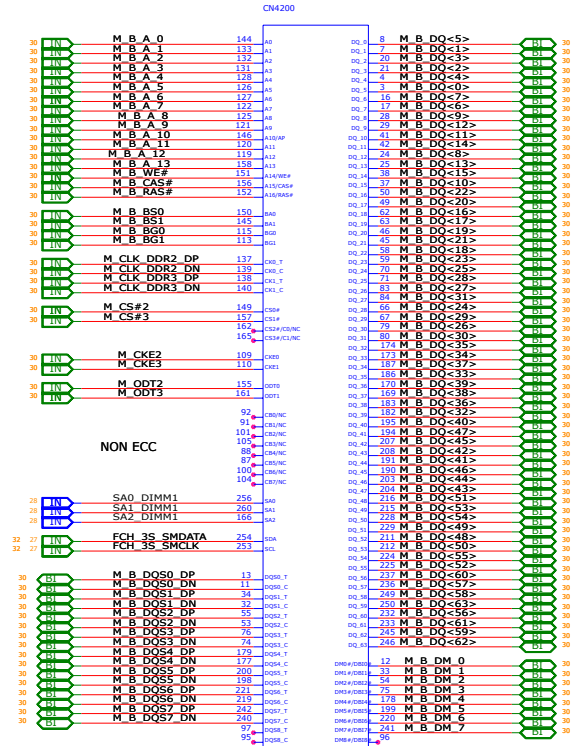 CN4200
30 IN M_B_A_0 144 A0
30 IN M_B_A_1 133 A1
30 IN M_B_A_2 132 A2
30 IN M_B_A_3 131 A3
30 IN M_B_A_4 128 A4
30 IN M_B_A_5 126 A5
30 IN M_B_A_6 127 A6
30 IN M_B_A_7 122 A7
30 IN M_B_A_8 125 A8
30 IN M_B_A_9 121 A9
30 IN M_B_A_10 146 A10/AP
30 IN M_B_A_11 120 A11
30 IN M_B_A_12 119 A12
30 IN M_B_A_13 158 A13
30 IN M_B_WE# 151 A14/WE#
30 IN M_B_CAS# 156 A15/CAS#
30 IN M_B_RAS# 152 A16/RAS#
30 IN M_B_BS0 150 BA0
30 IN M_B_BS1 145 BA1
30 IN M_B_BG0 115 BG0
30 IN M_B_BG1 113 BG1
30 IN M_CLK_DDR2_DP 137 CK0_T
30 IN M_CLK_DDR2_DN 139 CK0_C
30 IN M_CLK_DDR3_DP 138 CK1_T
30 IN M_CLK_DDR3_DN 140 CK1_C
30 IN M_CS#2 149 CS0#
30 IN M_CS#3 157 CS1#
162 CS2#/C0/NC
165 CS3#/C1/NC
30 IN M_CKE2 109 CKE0
30 IN M_CKE3 110 CKE1
30 IN M_ODT2 155 ODT0
30 IN M_ODT3 161 ODT1
92 CB0/NC
91 CB1/NC
101 CB2/NC
105 CB3/NC
NON ECC
88 CB4/NC
87 CB5/NC
100 CB6/NC
104 CB7/NC
28 IN SA0_DIMM1 256 SA0
28 IN SA1_DIMM1 260 SA1
28 IN SA2_DIMM1 166 SA2
32 27 IN FCH_3S_SMDATA 254 SDA
32 27 IN FCH_3S_SMCLK 253 SCL
30 BI M_B_DQS0_DP 13 DQS0_T
30 BI M_B_DQS0_DN 11 DQS0_C
30 BI M_B_DQS1_DP 34 DQS1_T
30 BI M_B_DQS1_DN 32 DQS1_C
30 BI M_B_DQS2_DP 55 DQS2_T
30 BI M_B_DQS2_DN 53 DQS2_C
30 BI M_B_DQS3_DP 76 DQS3_T
30 BI M_B_DQS3_DN 74 DQS3_C
30 BI M_B_DQS4_DP 179 DQS4_T
30 BI M_B_DQS4_DN 177 DQS4_C
30 BI M_B_DQS5_DP 200 DQS5_T
30 BI M_B_DQS5_DN 198 DQS5_C
30 BI M_B_DQS6_DP 221 DQS6_T
30 BI M_B_DQS6_DN 219 DQS6_C
30 BI M_B_DQS7_DP 242 DQS7_T
30 BI M_B_DQS7_DN 240 DQS7_C
97 DQS8_T
95 DQS8_C
DQ_0 8 M_B_DQ<5> BI 30
DQ_1 7 M_B_DQ<1> BI 30
DQ_2 20 M_B_DQ<3> BI 30
DQ_3 21 M_B_DQ<2> BI 30
DQ_4 4 M_B_DQ<4> BI 30
DQ_5 3 M_B_DQ<0> BI 30
DQ_6 16 M_B_DQ<7> BI 30
DQ_7 17 M_B_DQ<6> BI 30
DQ_8 28 M_B_DQ<9> BI 30
DQ_9 29 M_B_DQ<12> BI 30
DQ_10 41 M_B_DQ<11> BI 30
DQ_11 42 M_B_DQ<14> BI 30
DQ_12 24 M_B_DQ<8> BI 30
DQ_13 25 M_B_DQ<13> BI 30
DQ_14 38 M_B_DQ<15> BI 30
DQ_15 37 M_B_DQ<10> BI 30
DQ_16 50 M_B_DQ<22> BI 30
DQ_17 49 M_B_DQ<20> BI 30
DQ_18 62 M_B_DQ<16> BI 30
DQ_19 63 M_B_DQ<17> BI 30
DQ_20 46 M_B_DQ<19> BI 30
DQ_21 45 M_B_DQ<21> BI 30
DQ_22 58 M_B_DQ<18> BI 30
DQ_23 59 M_B_DQ<23> BI 30
DQ_24 70 M_B_DQ<25> BI 30
DQ_25 71 M_B_DQ<28> BI 30
DQ_26 83 M_B_DQ<27> BI 30
DQ_27 84 M_B_DQ<31> BI 30
DQ_28 66 M_B_DQ<24> BI 30
DQ_29 67 M_B_DQ<29> BI 30
DQ_30 79 M_B_DQ<26> BI 30
DQ_31 80 M_B_DQ<30> BI 30
DQ_32 174 M_B_DQ<35> BI 30
DQ_33 173 M_B_DQ<34> BI 30
DQ_34 187 M_B_DQ<37> BI 30
DQ_35 186 M_B_DQ<33> BI 30
DQ_36 170 M_B_DQ<39> BI 30
DQ_37 169 M_B_DQ<38> BI 30
DQ_38 183 M_B_DQ<36> BI 30
DQ_39 182 M_B_DQ<32> BI 30
DQ_40 195 M_B_DQ<40> BI 30
DQ_41 194 M_B_DQ<47> BI 30
DQ_42 207 M_B_DQ<45> BI 30
DQ_43 208 M_B_DQ<42> BI 30
DQ_44 191 M_B_DQ<41> BI 30
DQ_45 190 M_B_DQ<46> BI 30
DQ_46 203 M_B_DQ<44> BI 30
DQ_47 204 M_B_DQ<43> BI 30
DQ_48 216 M_B_DQ<51> BI 30
DQ_49 215 M_B_DQ<53> BI 30
DQ_50 228 M_B_DQ<54> BI 30
DQ_51 229 M_B_DQ<49> BI 30
DQ_52 211 M_B_DQ<48> BI 30
DQ_53 212 M_B_DQ<50> BI 30
DQ_54 224 M_B_DQ<55> BI 30
DQ_55 225 M_B_DQ<52> BI 30
DQ_56 237 M_B_DQ<60> BI 30
DQ_57 236 M_B_DQ<57> BI 30
DQ_58 249 M_B_DQ<58> BI 30
DQ_59 250 M_B_DQ<63> BI 30
DQ_60 232 M_B_DQ<56> BI 30
DQ_61 233 M_B_DQ<61> BI 30
DQ_62 245 M_B_DQ<59> BI 30
DQ_63 246 M_B_DQ<62> BI 30
DM0#/DBI0# 12 M_B_DM_0 BI 30
DM1#/DBI1# 33 M_B_DM_1 BI 30
DM2#/DBI2# 54 M_B_DM_2 BI 30
DM3#/DBI3# 75 M_B_DM_3 BI 30
DM4#/DBI4# 178 M_B_DM_4 BI 30
DM5#/DBI5# 199 M_B_DM_5 BI 30
DM6#/DBI6# 220 M_B_DM_6 BI 30
DM7#/DBI7# 241 M_B_DM_7 BI 30
DM8#/DBI8# 96